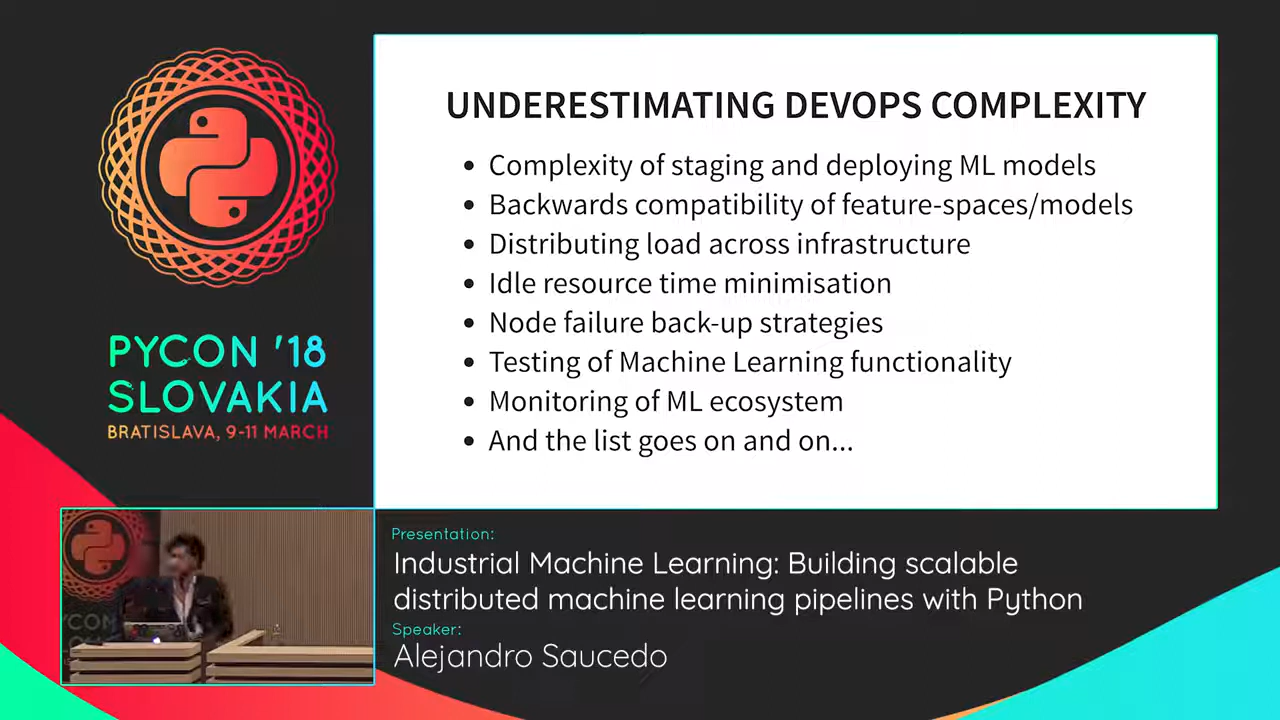 UNDERESTIMATING DEVOPS COMPLEXITY
• Complexity of staging and deploying ML models
• Backwards compatibility of feature-spaces/models
• Distributing load across infrastructure
• Idle resource time minimisation
• Node failure back-up strategies
• Testing of Machine Learning functionality
• Monitoring of ML ecosystem
• And the list goes on and on...
PYCON '18
SLOVAKIA
BRATISLAVA, 9-11 MARCH
Presentation:
Industrial Machine Learning: Building scalable
distributed machine learning pipelines with Python
Speaker:
Alejandro Saucedo